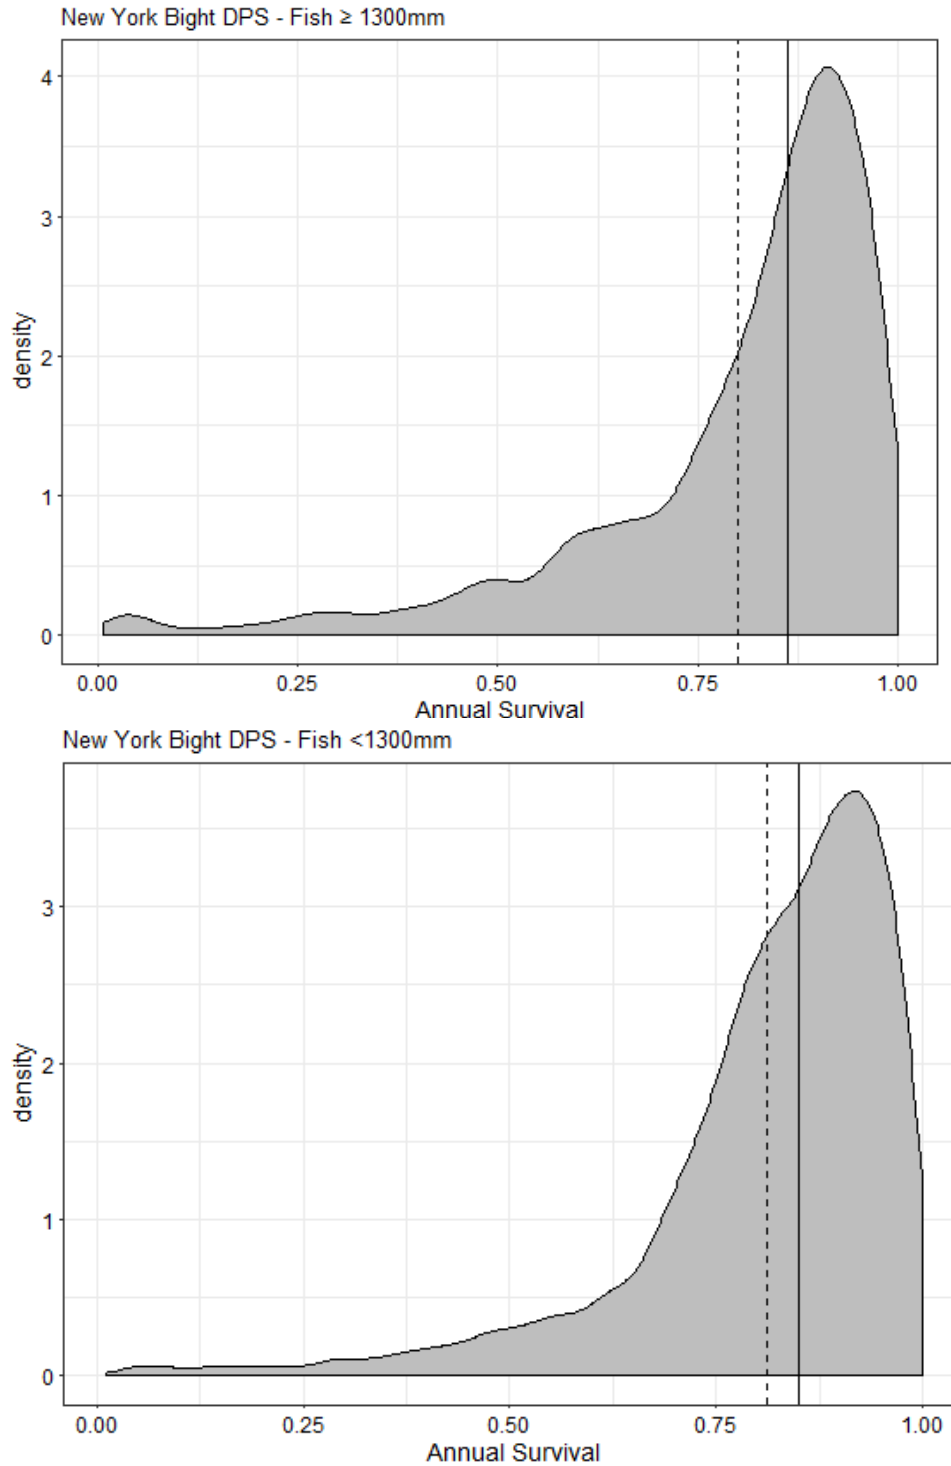 New York Bight DPS - Fish ≥ 1300mm
4
3
2
1
0
density
0.00 0.25 0.50 0.75 1.00
Annual Survival
New York Bight DPS - Fish <1300mm
3
2
1
0
density
0.00 0.25 0.50 0.75 1.00
Annual Survival